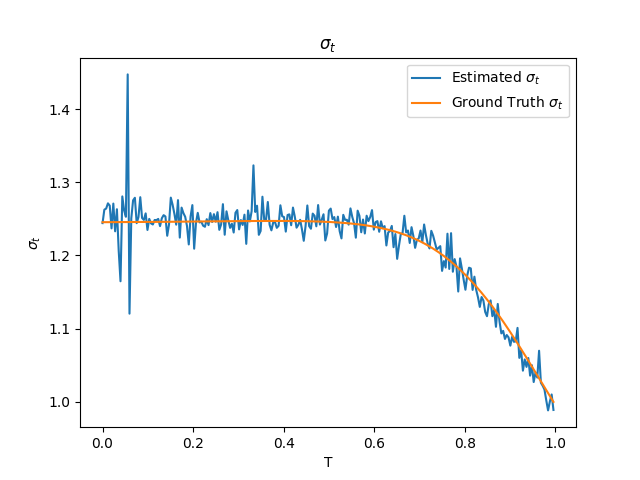 σₜ
Estimated σₜ
Ground Truth σₜ
1.4
1.3
1.2
1.1
1.0
σₜ
0.0 0.2 0.4 0.6 0.8 1.0
T